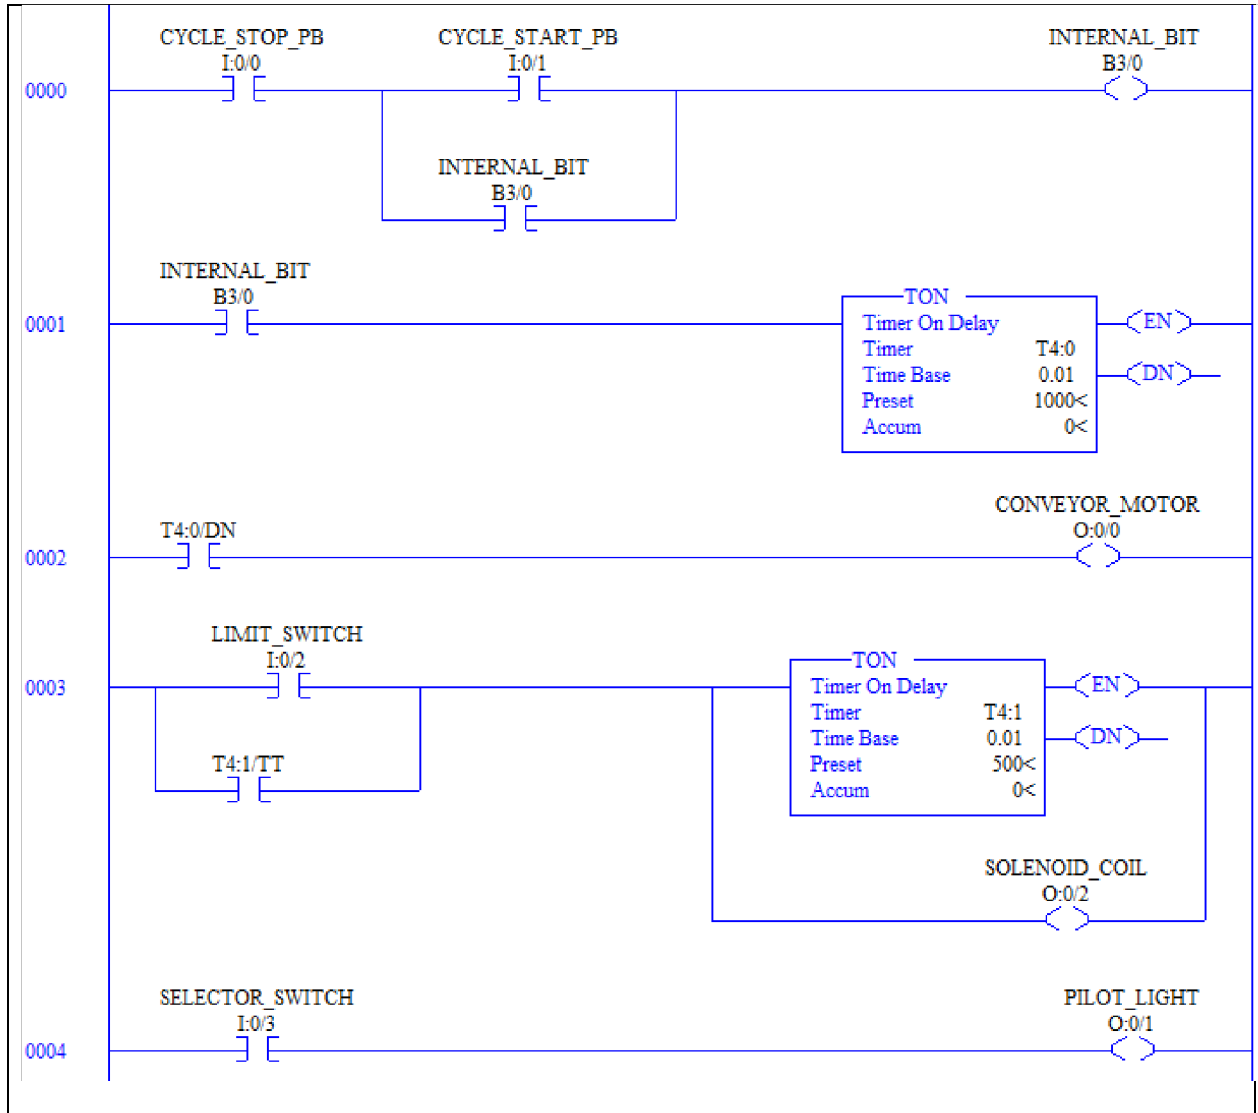 CYCLE_STOP_PB CYCLE_START_PB INTERNAL_BIT
I:0/0 I:0/1 B3/0
0000
INTERNAL_BIT
B3/0
INTERNAL_BIT
B3/0
0001
TON
Timer On Delay
Timer T4:0
Time Base 0.01
Preset 1000<
Accum 0<
EN
DN
CONVEYOR_MOTOR
T4:0/DN O:0/0
0002
LIMIT_SWITCH
I:0/2
0003
T4:1/TT
TON
Timer On Delay
Timer T4:1
Time Base 0.01
Preset 500<
Accum 0<
EN
DN
SOLENOID_COIL
O:0/2
SELECTOR_SWITCH PILOT_LIGHT
I:0/3 O:0/1
0004